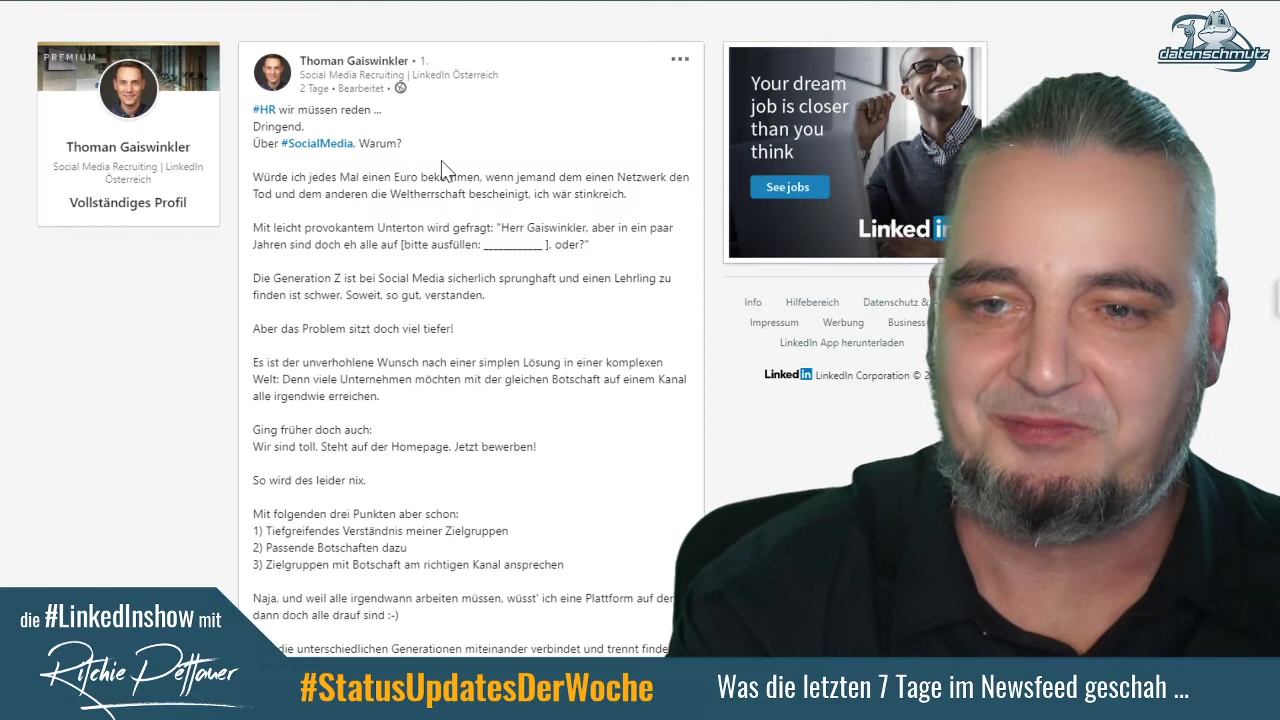 datenschmutz
PREMIUM
Thoman Gaiswinkler
Social Media Recruiting | LinkedIn
Österreich
Vollständiges Profil
Thoman Gaiswinkler • 1.
Social Media Recruiting | LinkedIn Österreich
2 Tage • Bearbeitet •
#HR wir müssen reden ...
Dringend.
Über #SocialMedia. Warum?
Würde ich jedes Mal einen Euro bekommen, wenn jemand dem einen Netzwerk den
Tod und dem anderen die Weltherrschaft bescheinigt, ich wär stinkreich.
Mit leicht provokantem Unterton wird gefragt: "Herr Gaiswinkler, aber in ein paar
Jahren sind doch eh alle auf [bitte ausfüllen: ____________ ], oder?"
Die Generation Z ist bei Social Media sicherlich sprunghaft und einen Lehrling zu
finden ist schwer. Soweit, so gut, verstanden.
Aber das Problem sitzt doch viel tiefer!
Es ist der unverhohlene Wunsch nach einer simplen Lösung in einer komplexen
Welt: Denn viele Unternehmen möchten mit der gleichen Botschaft auf einem Kanal
alle irgendwie erreichen.
Ging früher doch auch:
Wir sind toll. Steht auf der Homepage. Jetzt bewerben!
So wird des leider nix.
Mit folgenden drei Punkten aber schon:
1) Tiefgreifendes Verständnis meiner Zielgruppen
2) Passende Botschaften dazu
3) Zielgruppen mit Botschaft am richtigen Kanal ansprechen
Naja, und weil alle irgendwann arbeiten müssen, wüsst' ich eine Plattform auf der
dann doch alle drauf sind :-)
die unterschiedlichen Generationen miteinander verbindet und trennt
Your dream
job is closer
than you
think
See jobs
Linked in
Info Hilfebereich Datenschutz &
Impressum Werbung Business
LinkedIn App herunterladen
Linked in LinkedIn Corporation ©
die #LinkedInshow mit
Ritchie Pettauer
#StatusUpdatesDerWoche
Was die letzten 7 Tage im Newsfeed geschah ...